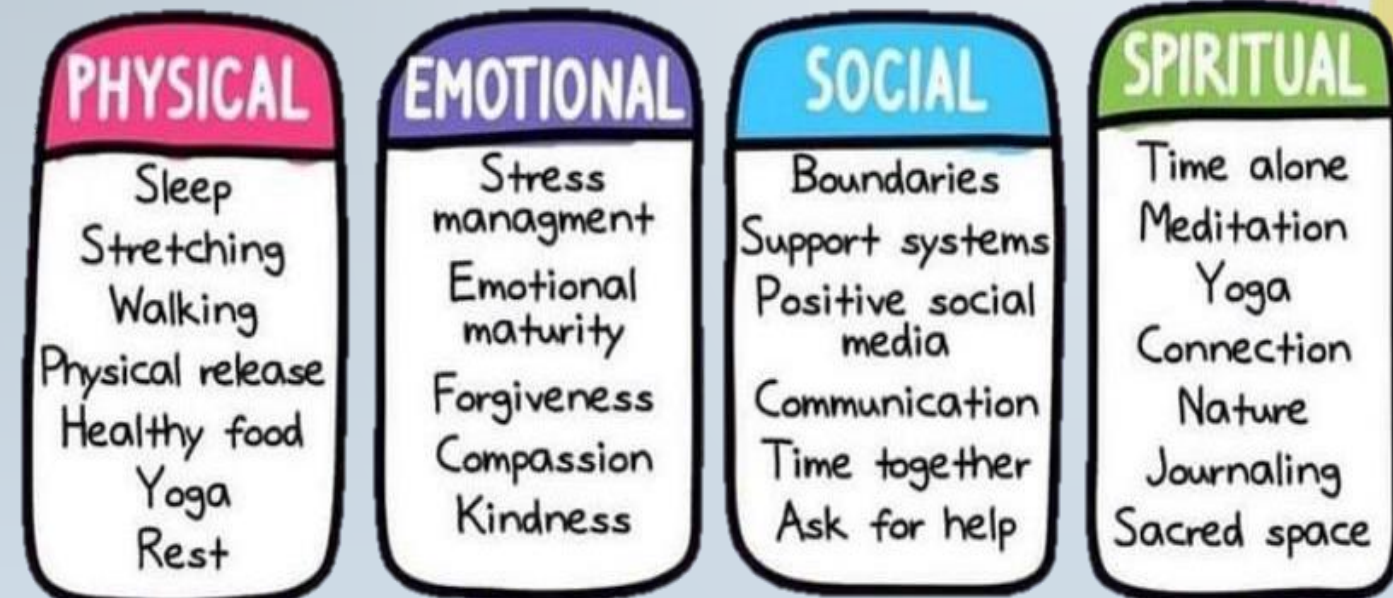 PHYSICAL
Sleep
Stretching
Walking
Physical release
Healthy food
Yoga
Rest
EMOTIONAL
Stress
managment
Emotional
maturity
Forgiveness
Compassion
Kindness
SOCIAL
Boundaries
Support systems
Positive social
media
Communication
Time together
Ask for help
SPIRITUAL
Time alone
Meditation
Yoga
Connection
Nature
Journaling
Sacred space